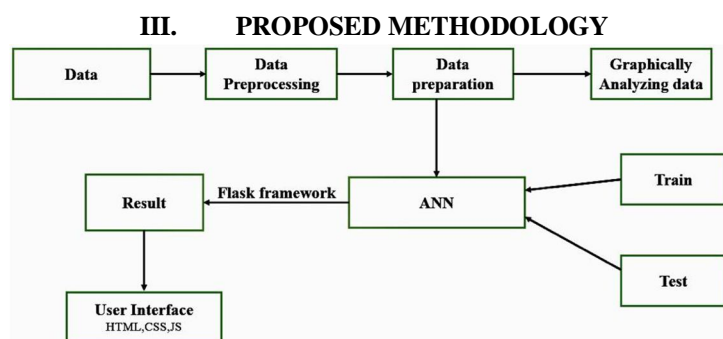 III. PROPOSED METHODOLOGY
Data
Data
Preprocessing
Data
preparation
Graphically
Analyzing data
Train
Result
Flask framework
ANN
Test
User Interface
HTML,CSS,JS